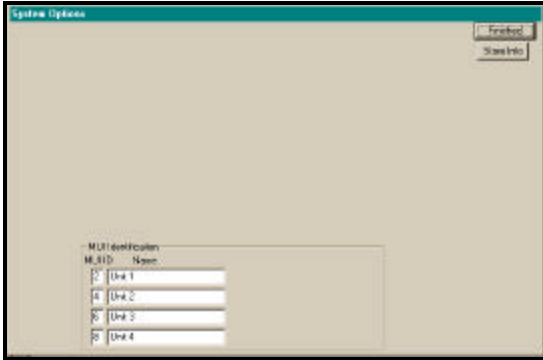 System Options
Finished
Store Info
MUI Identification
MUI ID Name
2 Unit 1
4 Unit 2
6 Unit 3
8 Unit 4